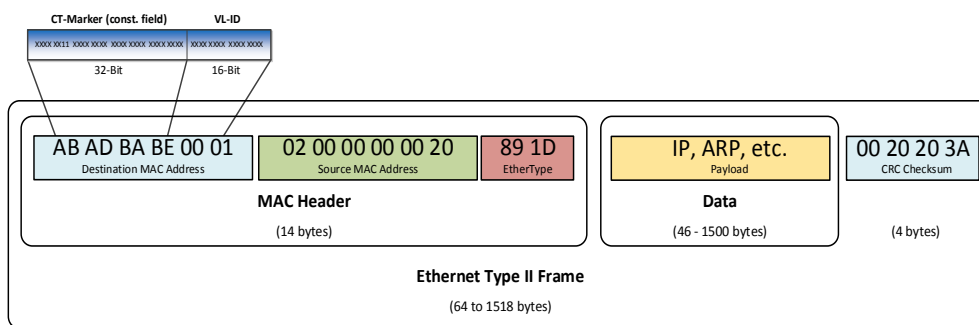 CT-Marker (const. field) VL-ID
XXXX XX11 XXXX XXXX XXXX XXXX XXXX XXXX XXXX XXXX XXXX XXXX
32-Bit 16-Bit
AB AD BA BE 00 01 02 00 00 00 00 20 89 1D IP, ARP, etc. 00 20 20 3A
Destination MAC Address Source MAC Address EtherType Payload CRC Checksum
MAC Header Data
(14 bytes) (46 - 1500 bytes) (4 bytes)
Ethernet Type II Frame
(64 to 1518 bytes)